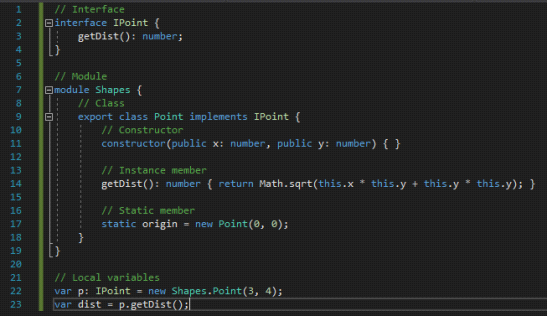 1 // Interface
2 interface IPoint {
3 getDist(): number;
4 }
5
6 // Module
7 module Shapes {
8 // Class
9 export class Point implements IPoint {
10 // Constructor
11 constructor(public x: number, public y: number) { }
12
13 // Instance member
14 getDist(): number { return Math.sqrt(this.x * this.y + this.y * this.y); }
15
16 // Static member
17 static origin = new Point(0, 0);
18 }
19 }
20
21 // Local variables
22 var p: IPoint = new Shapes.Point(3, 4);
23 var dist = p.getDist();